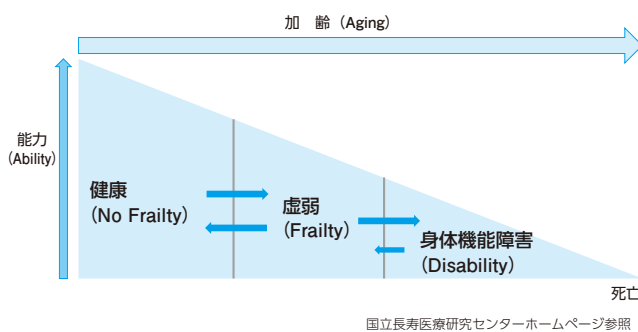 加　齢（Aging）
能力
（Ability）
健康
（No Frailty）
虚弱
（Frailty）
身体機能障害
（Disability）
死亡
国立長寿医療研究センターホームページ参照